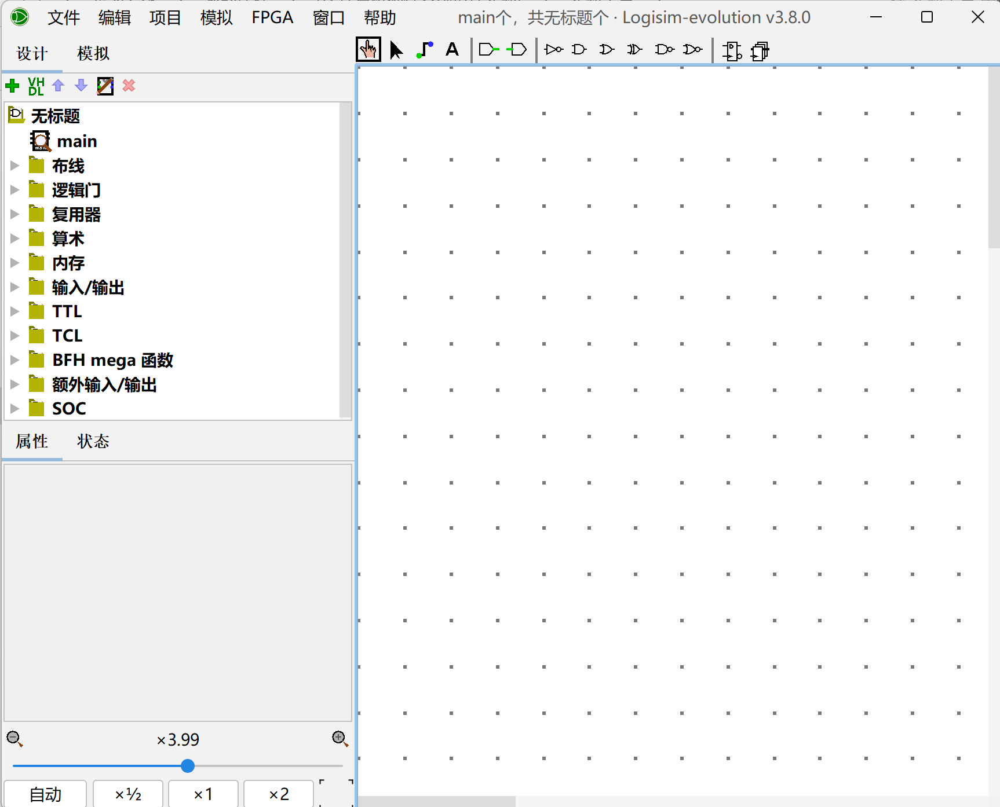 文件 编辑 项目 模拟 FPGA 窗口 帮助 main个，共无标题个 · Logisim-evolution v3.8.0
设计 模拟
A
VHDL
无标题
main
布线
逻辑门
复用器
算术
内存
输入/输出
TTL
TCL
BFH mega 函数
额外输入/输出
SOC
属性 状态
×3.99
自动 ×½ ×1 ×2